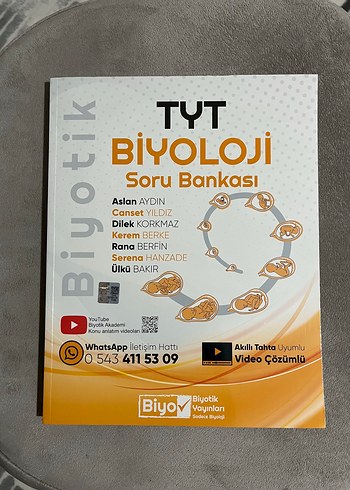 Biyotik
TYT
BİYOLOJİ
Soru Bankası
Aslan AYDIN
Canset YILDIZ
Dilek KORKMAZ
Kerem BERKE
Rana BERFİN
Serena HANZADE
Ülkü BAKIR
YouTube
Biyotik Akademi
Konu anlatım videoları
WhatsApp İletişim Hattı
0 543 411 53 09
Akıllı Tahta Uyumlu
Video Çözümlü
Biyo
Biyotik
Yayınları
Sadece Biyoloji